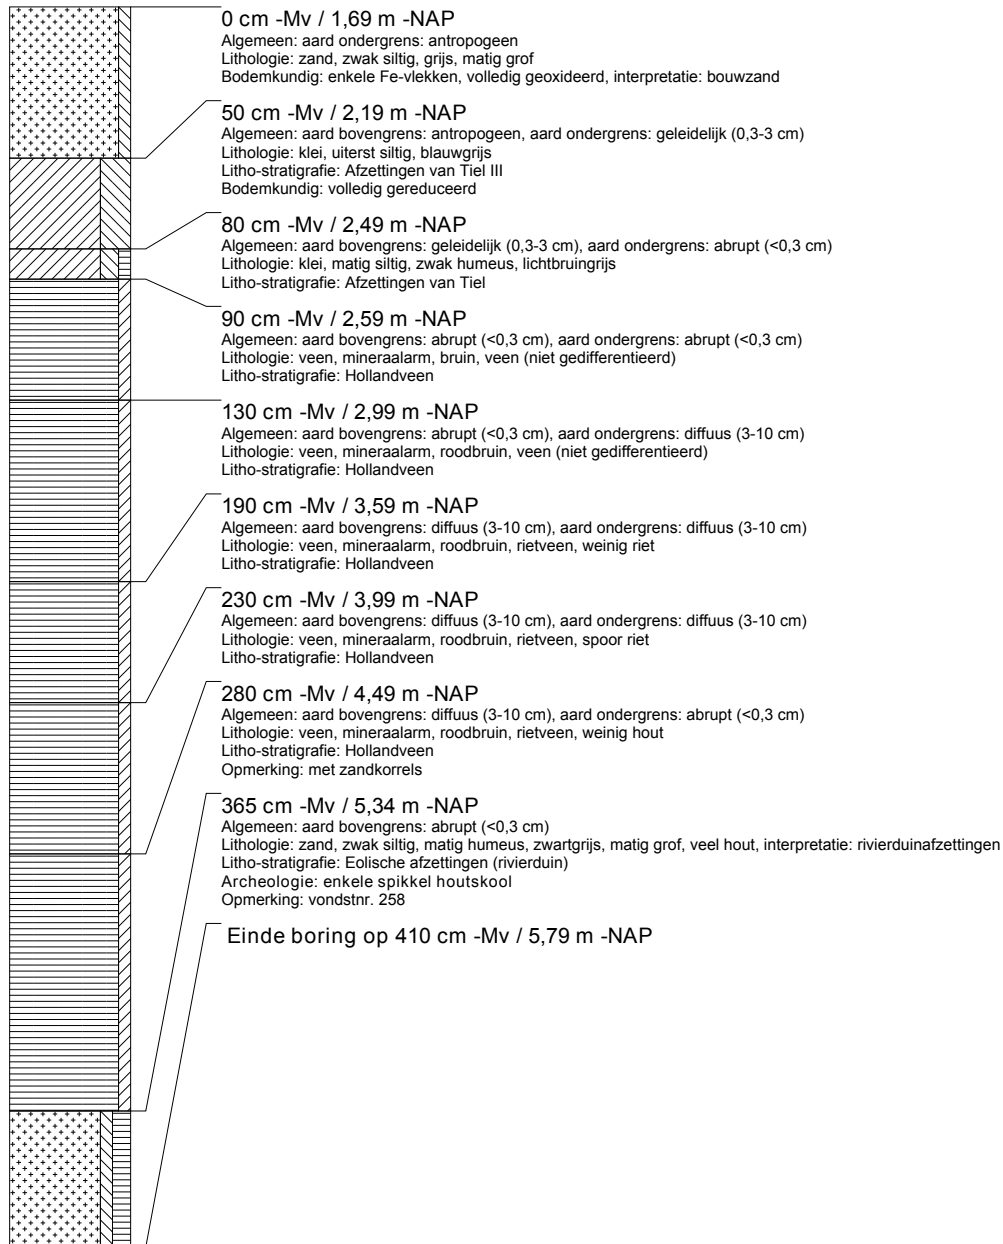 0 cm -Mv / 1,69 m -NAP
Algemeen: aard ondergrens: antropogeen
Lithologie: zand, zwak siltig, grijs, matig grof
Bodemkundig: enkele Fe-vlekken, volledig geoxideerd, interpretatie: bouwzand
50 cm -Mv / 2,19 m -NAP
Algemeen: aard bovengrens: antropogeen, aard ondergrens: geleidelijk (0,3-3 cm)
Lithologie: klei, uiterst siltig, blauwgrijs
Litho-stratigrafie: Afzettingen van Tiel III
Bodemkundig: volledig gereduceerd
80 cm -Mv / 2,49 m -NAP
Algemeen: aard bovengrens: geleidelijk (0,3-3 cm), aard ondergrens: abrupt (<0,3 cm)
Lithologie: klei, matig siltig, zwak humeus, lichtbruingrijs
Litho-stratigrafie: Afzettingen van Tiel
90 cm -Mv / 2,59 m -NAP
Algemeen: aard bovengrens: abrupt (<0,3 cm), aard ondergrens: abrupt (<0,3 cm)
Lithologie: veen, mineraalarm, bruin, veen (niet gedifferentieerd)
Litho-stratigrafie: Hollandveen
130 cm -Mv / 2,99 m -NAP
Algemeen: aard bovengrens: abrupt (<0,3 cm), aard ondergrens: diffuus (3-10 cm)
Lithologie: veen, mineraalarm, roodbruin, veen (niet gedifferentieerd)
Litho-stratigrafie: Hollandveen
190 cm -Mv / 3,59 m -NAP
Algemeen: aard bovengrens: diffuus (3-10 cm), aard ondergrens: diffuus (3-10 cm)
Lithologie: veen, mineraalarm, roodbruin, rietveen, weinig riet
Litho-stratigrafie: Hollandveen
230 cm -Mv / 3,99 m -NAP
Algemeen: aard bovengrens: diffuus (3-10 cm), aard ondergrens: diffuus (3-10 cm)
Lithologie: veen, mineraalarm, roodbruin, rietveen, spoor riet
Litho-stratigrafie: Hollandveen
280 cm -Mv / 4,49 m -NAP
Algemeen: aard bovengrens: diffuus (3-10 cm), aard ondergrens: abrupt (<0,3 cm)
Lithologie: veen, mineraalarm, roodbruin, rietveen, weinig hout
Litho-stratigrafie: Hollandveen
Opmerking: met zandkorrels
365 cm -Mv / 5,34 m -NAP
Algemeen: aard bovengrens: abrupt (<0,3 cm)
Lithologie: zand, zwak siltig, matig humeus, zwartgrijs, matig grof, veel hout, interpretatie: rivierduinafzettingen
Litho-stratigrafie: Eolische afzettingen (rivierduin)
Archeologie: enkele spikkel houtskool
Opmerking: vondstnr. 258
Einde boring op 410 cm -Mv / 5,79 m -NAP